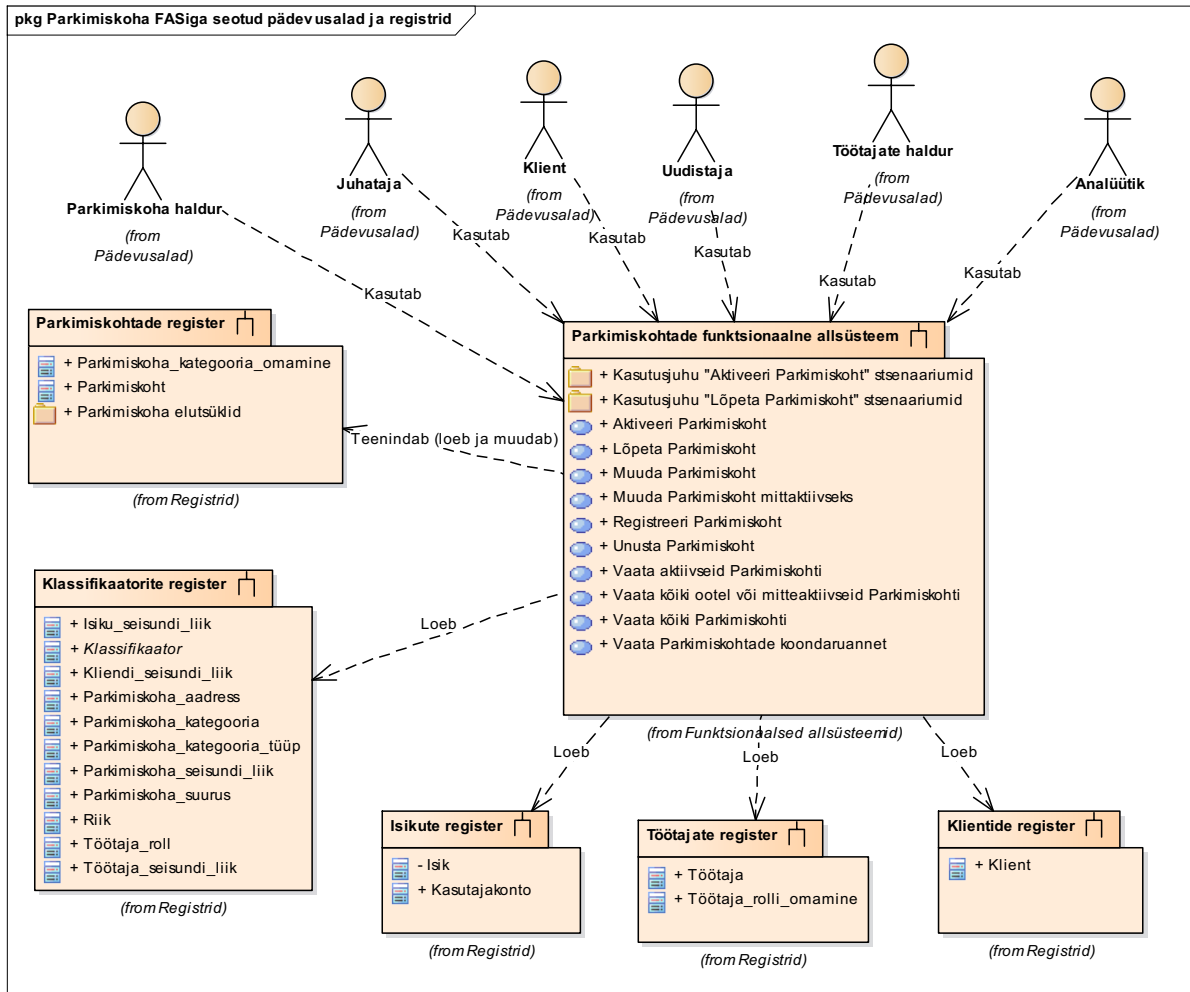 pkg Parkimiskoha FASiga seotud pädevusalad ja registrid
Parkimiskoha haldur
(from
Pädevusalad)
Juhataja
(from
Pädevusalad)
Klient
(from
Pädevusalad)
Uudistaja
(from
Pädevusalad)
Töötajate haldur
(from
Pädevusalad)
Analüütik
(from
Pädevusalad)
Kasutab
Kasutab
Kasutab
Kasutab
Kasutab
Kasutab
Parkimiskohtade register
+ Parkimiskoha_kategooria_omamine
+ Parkimiskoht
+ Parkimiskoha elutsüklid
(from Registrid)
Teenindab (loeb ja muudab)
Parkimiskohtade funktsionaalne allsüsteem
+ Kasutusjuhu "Aktiveeri Parkimiskoht" stsenaariumid
+ Kasutusjuhu "Lõpeta Parkimiskoht" stsenaariumid
+ Aktiveeri Parkimiskoht
+ Lõpeta Parkimiskoht
+ Muuda Parkimiskoht
+ Muuda Parkimiskoht mittaktiivseks
+ Registreeri Parkimiskoht
+ Unusta Parkimiskoht
+ Vaata aktiivseid Parkimiskohti
+ Vaata kõiki ootel või mitteaktiivseid Parkimiskohti
+ Vaata kõiki Parkimiskohti
+ Vaata Parkimiskohtade koondaruannet
(from Funktsionaalsed allsüsteemid)
Klassifikaatorite register
+ Isiku_seisundi_liik
+ Klassifikaator
+ Kliendi_seisundi_liik
+ Parkimiskoha_aadress
+ Parkimiskoha_kategooria
+ Parkimiskoha_kategooria_tüüp
+ Parkimiskoha_seisundi_liik
+ Parkimiskoha_suurus
+ Riik
+ Töötaja_roll
+ Töötaja_seisundi_liik
(from Registrid)
Loeb
Loeb
Loeb
Loeb
Isikute register
- Isik
+ Kasutajakonto
(from Registrid)
Töötajate register
+ Töötaja
+ Töötaja_rolli_omamine
(from Registrid)
Klientide register
+ Klient
(from Registrid)